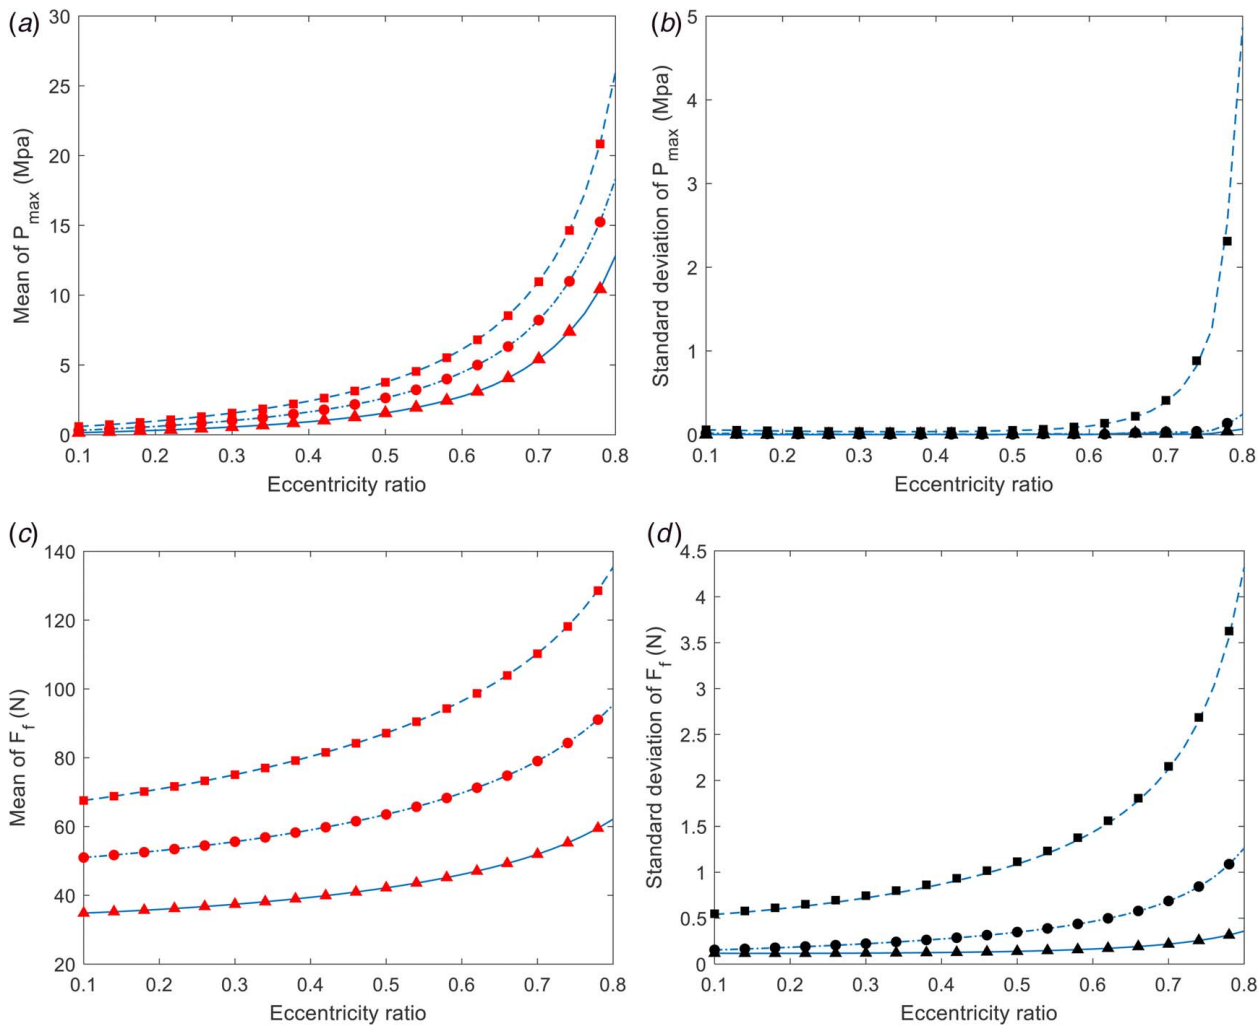 (a)
30
25
20
15
10
5
0
Mean of P_max (Mpa)
0.1 0.2 0.3 0.4 0.5 0.6 0.7 0.8
Eccentricity ratio
(b)
5
4
3
2
1
0
Standard deviation of P_max (Mpa)
0.1 0.2 0.3 0.4 0.5 0.6 0.7 0.8
Eccentricity ratio
(c)
140
120
100
80
60
40
20
Mean of F_f (N)
0.1 0.2 0.3 0.4 0.5 0.6 0.7 0.8
Eccentricity ratio
(d)
4.5
4
3.5
3
2.5
2
1.5
1
0.5
0
Standard deviation of F_f (N)
0.1 0.2 0.3 0.4 0.5 0.6 0.7 0.8
Eccentricity ratio